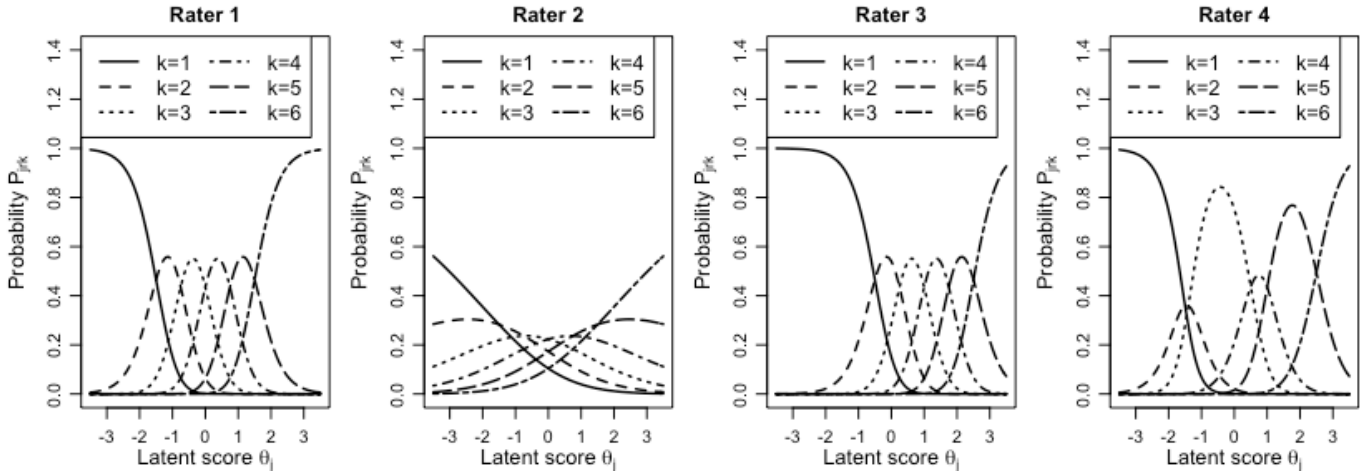 Rater 1
Probability P_jrk
1.4
1.2
1.0
0.8
0.6
0.4
0.2
0.0
k=1 k=4
k=2 k=5
k=3 k=6
-3 -2 -1 0 1 2 3
Latent score θ_j
Rater 2
Probability P_jrk
1.4
1.2
1.0
0.8
0.6
0.4
0.2
0.0
k=1 k=4
k=2 k=5
k=3 k=6
-3 -2 -1 0 1 2 3
Latent score θ_j
Rater 3
Probability P_jrk
1.4
1.2
1.0
0.8
0.6
0.4
0.2
0.0
k=1 k=4
k=2 k=5
k=3 k=6
-3 -2 -1 0 1 2 3
Latent score θ_j
Rater 4
Probability P_jrk
1.4
1.2
1.0
0.8
0.6
0.4
0.2
0.0
k=1 k=4
k=2 k=5
k=3 k=6
-3 -2 -1 0 1 2 3
Latent score θ_j